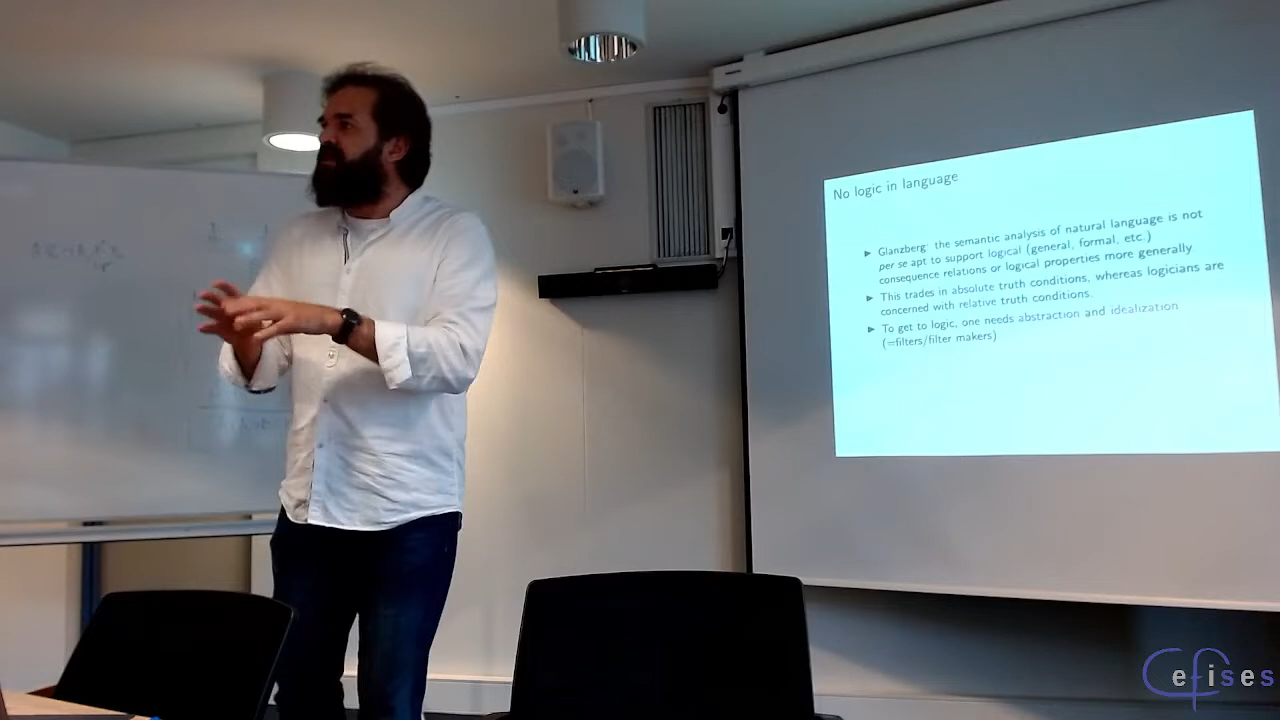 No logic in language
▶ Glanzberg: the semantic analysis of natural language is not
per se apt to support logical (general, formal, etc.)
consequence relations or logical properties more generally
▶ This trades in absolute truth conditions, whereas logicians are
concerned with relative truth conditions.
▶ To get to logic, one needs abstraction and idealization
(=filters/filter makers)
Cefises